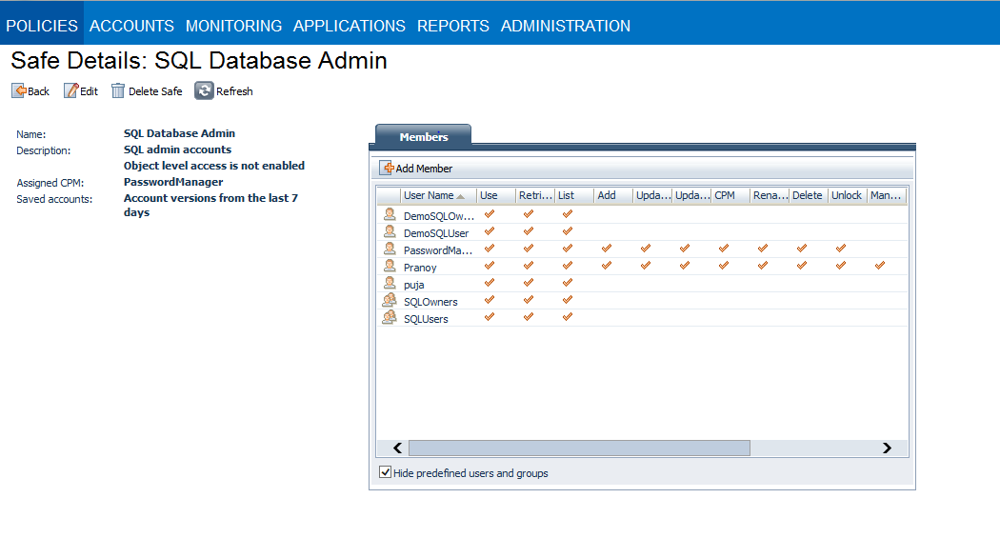 POLICIES ACCOUNTS MONITORING APPLICATIONS REPORTS ADMINISTRATION
Safe Details: SQL Database Admin
Back Edit Delete Safe Refresh
Name: SQL Database Admin
Description: SQL admin accounts
Object level access is not enabled
Assigned CPM: PasswordManager
Saved accounts: Account versions from the last 7
days
Members
Add Member
User Name Use Retri... List Add Upda... Upda... CPM Rena... Delete Unlock Man...
DemoSQLOw...
DemoSQLUser
PasswordMa...
Pranoy
puja
SQLOwners
SQLUsers
Hide predefined users and groups